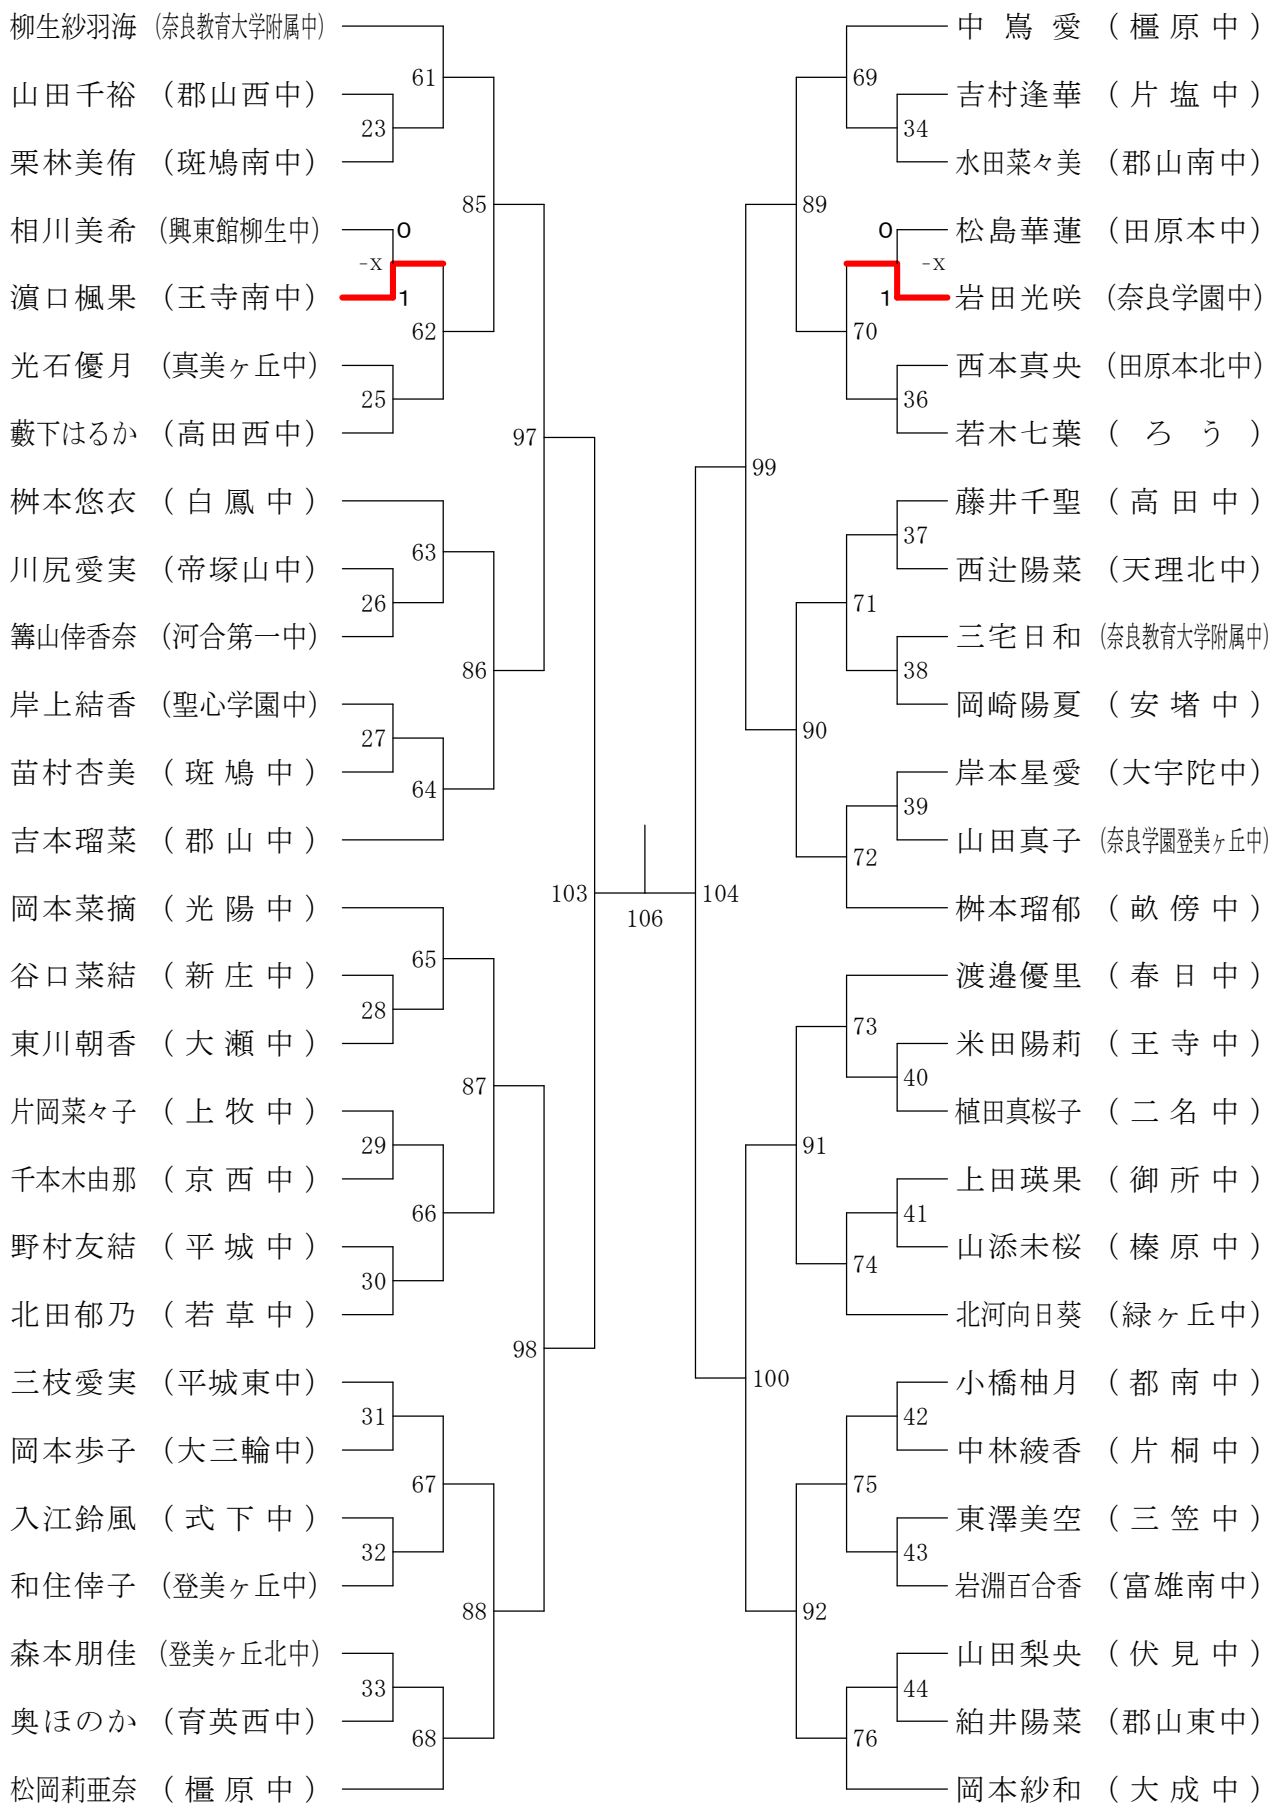 柳生紗羽海 (奈良教育大学附属中)
山田千裕 (郡山西中)
栗林美侑 (斑鳩南中)
相川美希 (興東館柳生中)
濵口楓果 (王寺南中)
光石優月 (真美ヶ丘中)
藪下はるか (高田西中)
桝本悠衣 (白鳳中)
川尻愛実 (帝塚山中)
籌山倖香奈 (河合第一中)
岸上結香 (聖心学園中)
苗村杏美 (斑鳩中)
吉本瑠菜 (郡山中)
岡本菜摘 (光陽中)
谷口菜結 (新庄中)
東川朝香 (大瀬中)
片岡菜々子 (上牧中)
千本木由那 (京西中)
野村友結 (平城中)
北田郁乃 (若草中)
三枝愛実 (平城東中)
岡本歩子 (大三輪中)
入江鈴風 (式下中)
和住倖子 (登美ヶ丘中)
森本朋佳 (登美ヶ丘北中)
奥ほのか (育英西中)
松岡莉亜奈 (橿原中)
61
23
85
0
-X
1
62
25
97
63
26
86
27
64
103
65
28
87
29
66
30
98
31
67
32
88
33
68
106
104
99
100
69
34
89
0
-X
1
70
36
37
71
38
90
39
72
73
40
91
41
74
42
75
43
92
44
76
中嶌愛 (橿原中)
吉村逢華 (片塩中)
水田菜々美 (郡山南中)
松島華蓮 (田原本中)
岩田光咲 (奈良学園中)
西本真央 (田原本北中)
若木七葉 (ろう)
藤井千聖 (高田中)
西辻陽菜 (天理北中)
三宅日和 (奈良教育大学附属中)
岡崎陽夏 (安堵中)
岸本星愛 (大宇陀中)
山田真子 (奈良学園登美ヶ丘中)
桝本瑠郁 (畝傍中)
渡邉優里 (春日中)
米田陽莉 (王寺中)
植田真桜子 (二名中)
上田瑛果 (御所中)
山添未桜 (榛原中)
北河向日葵 (緑ヶ丘中)
小橋柚月 (都南中)
中林綾香 (片桐中)
東澤美空 (三笠中)
岩淵百合香 (富雄南中)
山田梨央 (伏見中)
絈井陽菜 (郡山東中)
岡本紗和 (大成中)